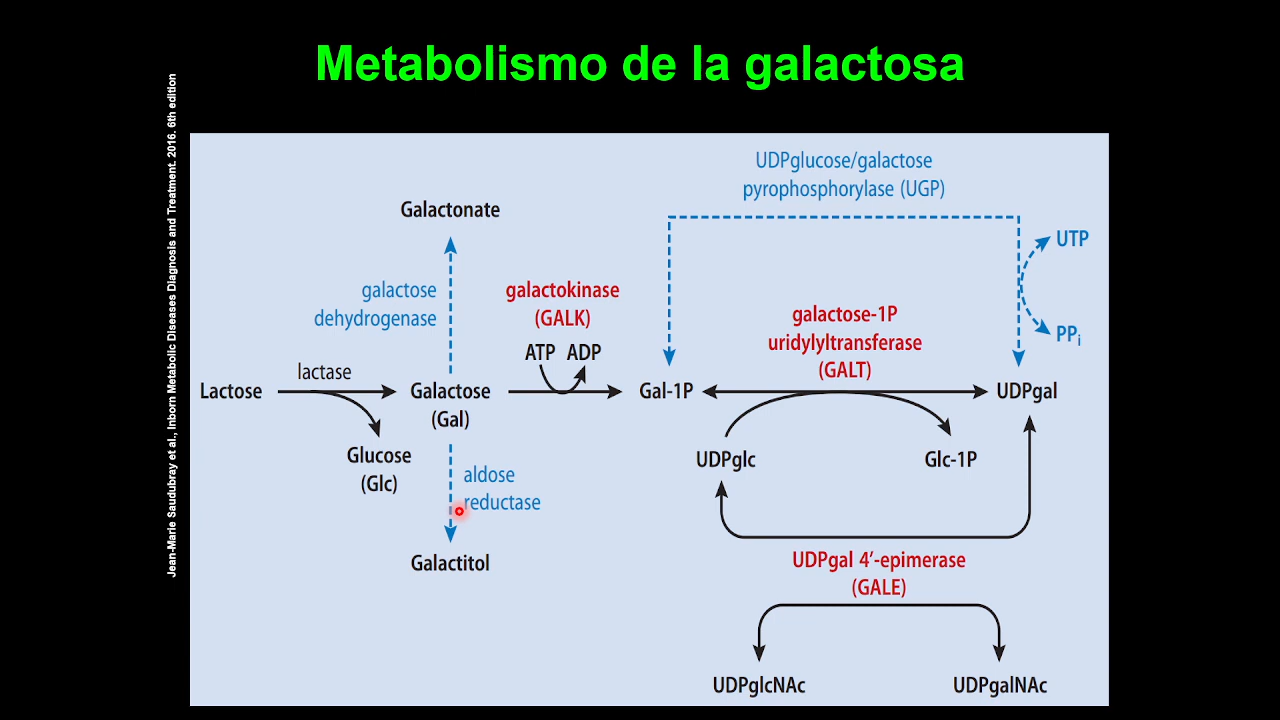 Metabolismo de la galactosa
Jean-Marie Saudubray et al., Inborn Metabolic Diseases Diagnosis and Treatment. 2016. 6th edition
UDPglucose/galactose
pyrophosphorylase (UGP)
Galactonate
UTP
galactose
dehydrogenase
galactokinase
(GALK)
galactose-1P
uridylyltransferase
(GALT)
PPi
ATP ADP
lactase
Lactose
Galactose
(Gal)
Gal-1P
UDPgal
Glucose
(Glc)
UDPglc
Glc-1P
aldose
reductase
Galactitol
UDPgal 4′-epimerase
(GALE)
UDPglcNAc
UDPgalNAc